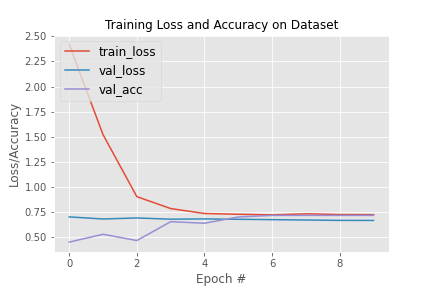 Training Loss and Accuracy on Dataset
2.50
2.25
2.00
1.75
1.50
1.25
1.00
0.75
0.50
Loss/Accuracy
train_loss
val_loss
val_acc
0 2 4 6 8
Epoch #